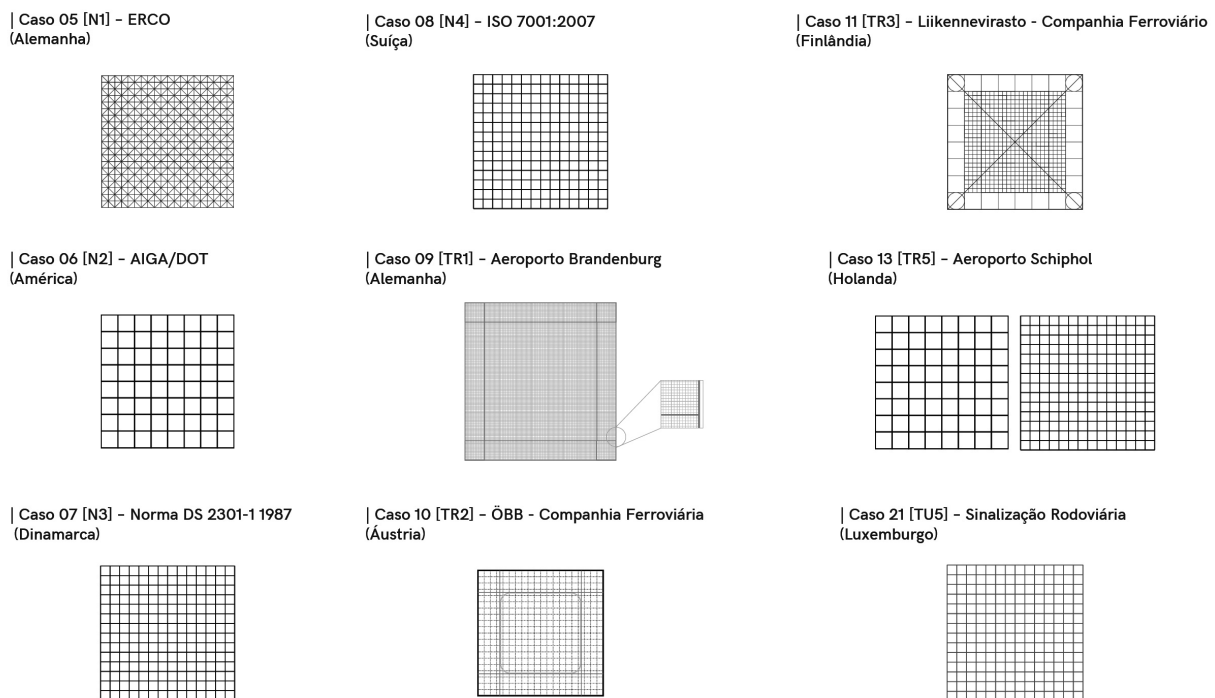 | Caso 05 [N1] – ERCO
(Alemanha)
| Caso 08 [N4] – ISO 7001:2007
(Suíça)
| Caso 11 [TR3] – Liikennevirasto - Companhia Ferroviário
(Finlândia)
| Caso 06 [N2] – AIGA/DOT
(América)
| Caso 09 [TR1] – Aeroporto Brandenburg
(Alemanha)
| Caso 13 [TR5] – Aeroporto Schiphol
(Holanda)
| Caso 07 [N3] – Norma DS 2301-1 1987
(Dinamarca)
| Caso 10 [TR2] – ÖBB - Companhia Ferroviária
(Áustria)
| Caso 21 [TU5] – Sinalização Rodoviária
(Luxemburgo)